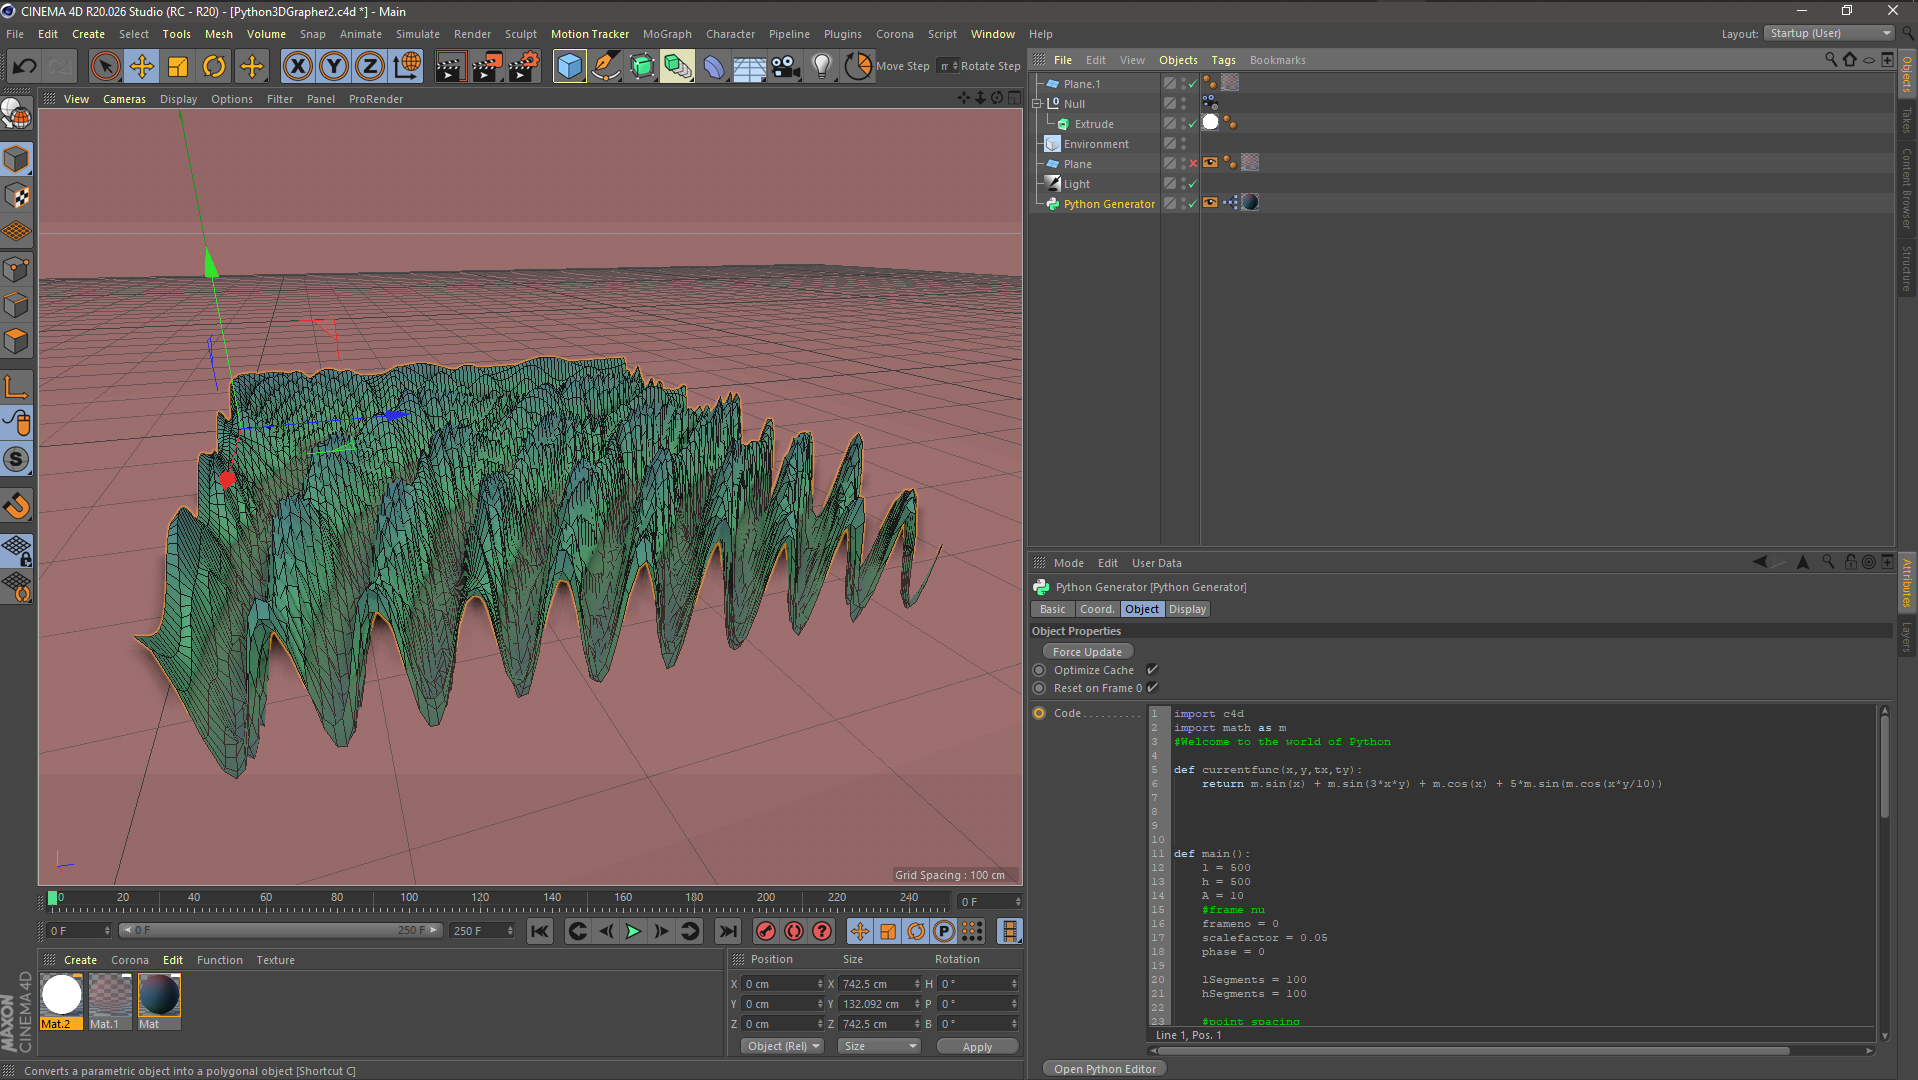 CINEMA 4D R20.026 Studio (RC - R20) - [Python3DGrapher2.c4d *] - Main
File Edit Create Select Tools Mesh Volume Snap Animate Simulate Render Sculpt Motion Tracker MoGraph Character Pipeline Plugins Corona Script Window Help
Layout: Startup (User)
Move Step m Rotate Step
View Cameras Display Options Filter Panel ProRender
Grid Spacing : 100 cm
File Edit View Objects Tags Bookmarks
Plane.1
Null
Extrude
Environment
Plane
Light
Python Generator
Objects
Takes
Content Browser
Structure
Mode Edit User Data
Python Generator [Python Generator]
Basic Coord. Object Display
Object Properties
Force Update
Optimize Cache
Reset on Frame 0
Code
Attributes
Layers
1 import c4d
2 import math as m
3 #Welcome to the world of Python
4
5 def currentfunc(x,y,tx,ty):
6 return m.sin(x) + m.sin(3*x*y) + m.cos(x) + 5*m.sin(m.cos(x*y/10))
7
8
9
10
11 def main():
12 l = 500
13 h = 500
14 A = 10
15 #frame nu
16 frameno = 0
17 scalefactor = 0.05
18 phase = 0
19
20 lSegments = 100
21 hSegments = 100
22
23 #point spacing
Line 1, Pos. 1
Open Python Editor
0 20 40 60 80 100 120 140 160 180 200 220 240
0 F
0 F 0 F 250 F 250 F
Create Corona Edit Function Texture
Mat.2 Mat.1 Mat
Position Size Rotation
X 0 cm X 742.5 cm H 0 °
Y 0 cm Y 132.092 cm P 0 °
Z 0 cm Z 742.5 cm B 0 °
Object (Rel) Size Apply
MAXON
CINEMA 4D
Converts a parametric object into a polygonal object [Shortcut C]